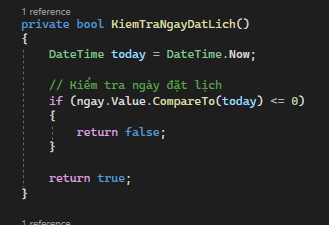 1 reference
private bool KiemTraNgayDatLich()
{
DateTime today = DateTime.Now;
// Kiểm tra ngày đặt lịch
if (ngay.Value.CompareTo(today) <= 0)
{
return false;
}
return true;
}
1 reference